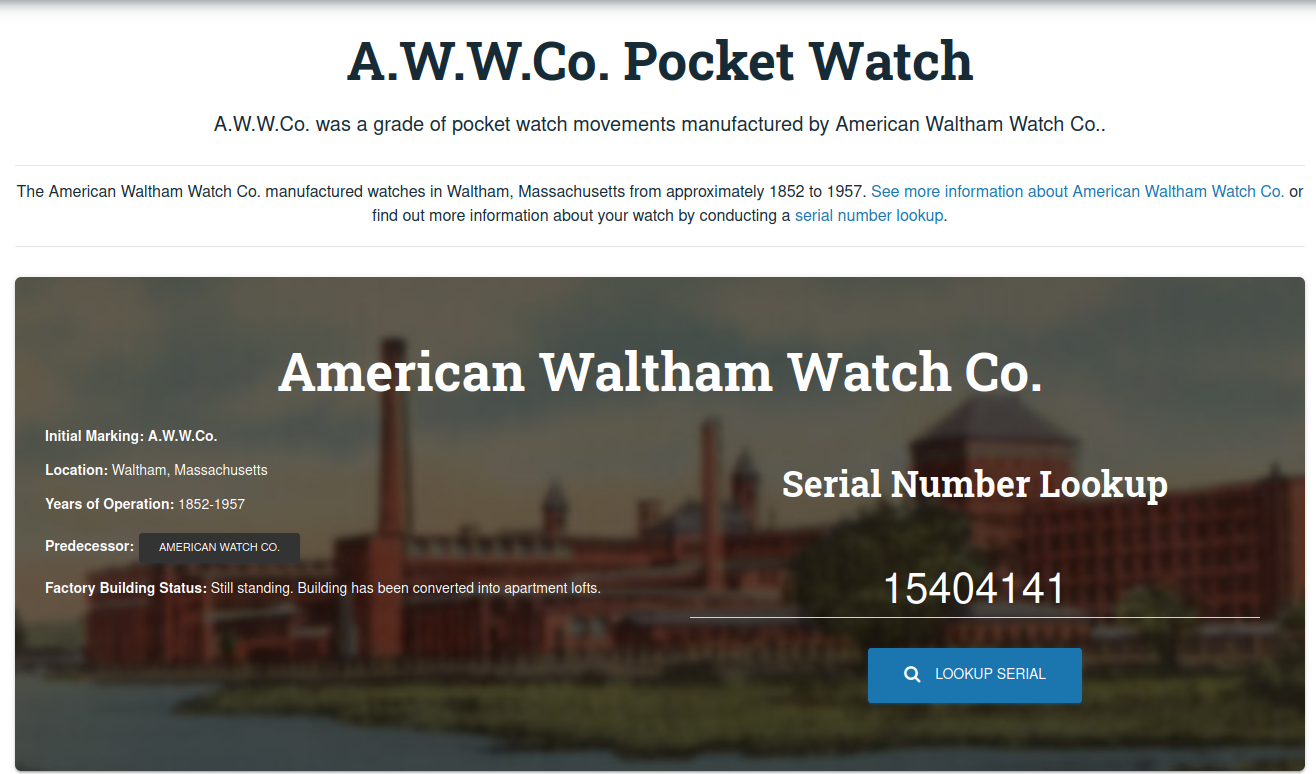 A.W.W.Co. Pocket Watch
A.W.W.Co. was a grade of pocket watch movements manufactured by American Waltham Watch Co..
The American Waltham Watch Co. manufactured watches in Waltham, Massachusetts from approximately 1852 to 1957. See more information about American Waltham Watch Co. or
find out more information about your watch by conducting a serial number lookup.
American Waltham Watch Co.
Initial Marking: A.W.W.Co.
Location: Waltham, Massachusetts
Years of Operation: 1852-1957
Predecessor: AMERICAN WATCH CO.
Factory Building Status: Still standing. Building has been converted into apartment lofts.
Serial Number Lookup
15404141
LOOKUP SERIAL